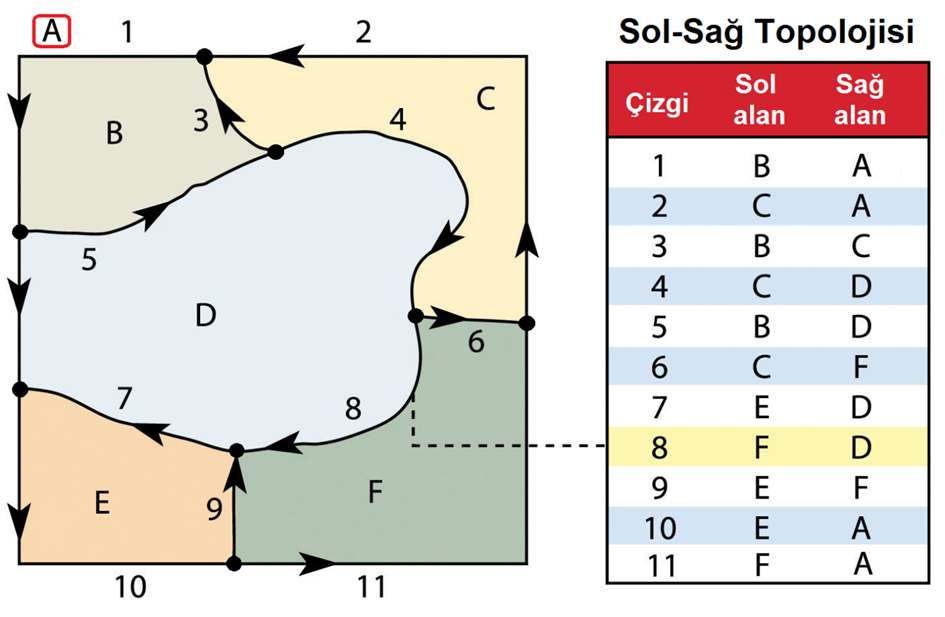 A 1 2
B 3 4 C
5
D
6
7
8
E 9 F
10 11
Sol-Sağ Topolojisi
Çizgi Sol alan Sağ alan
1 B A
2 C A
3 B C
4 C D
5 B D
6 C F
7 E D
8 F D
9 E F
10 E A
11 F A